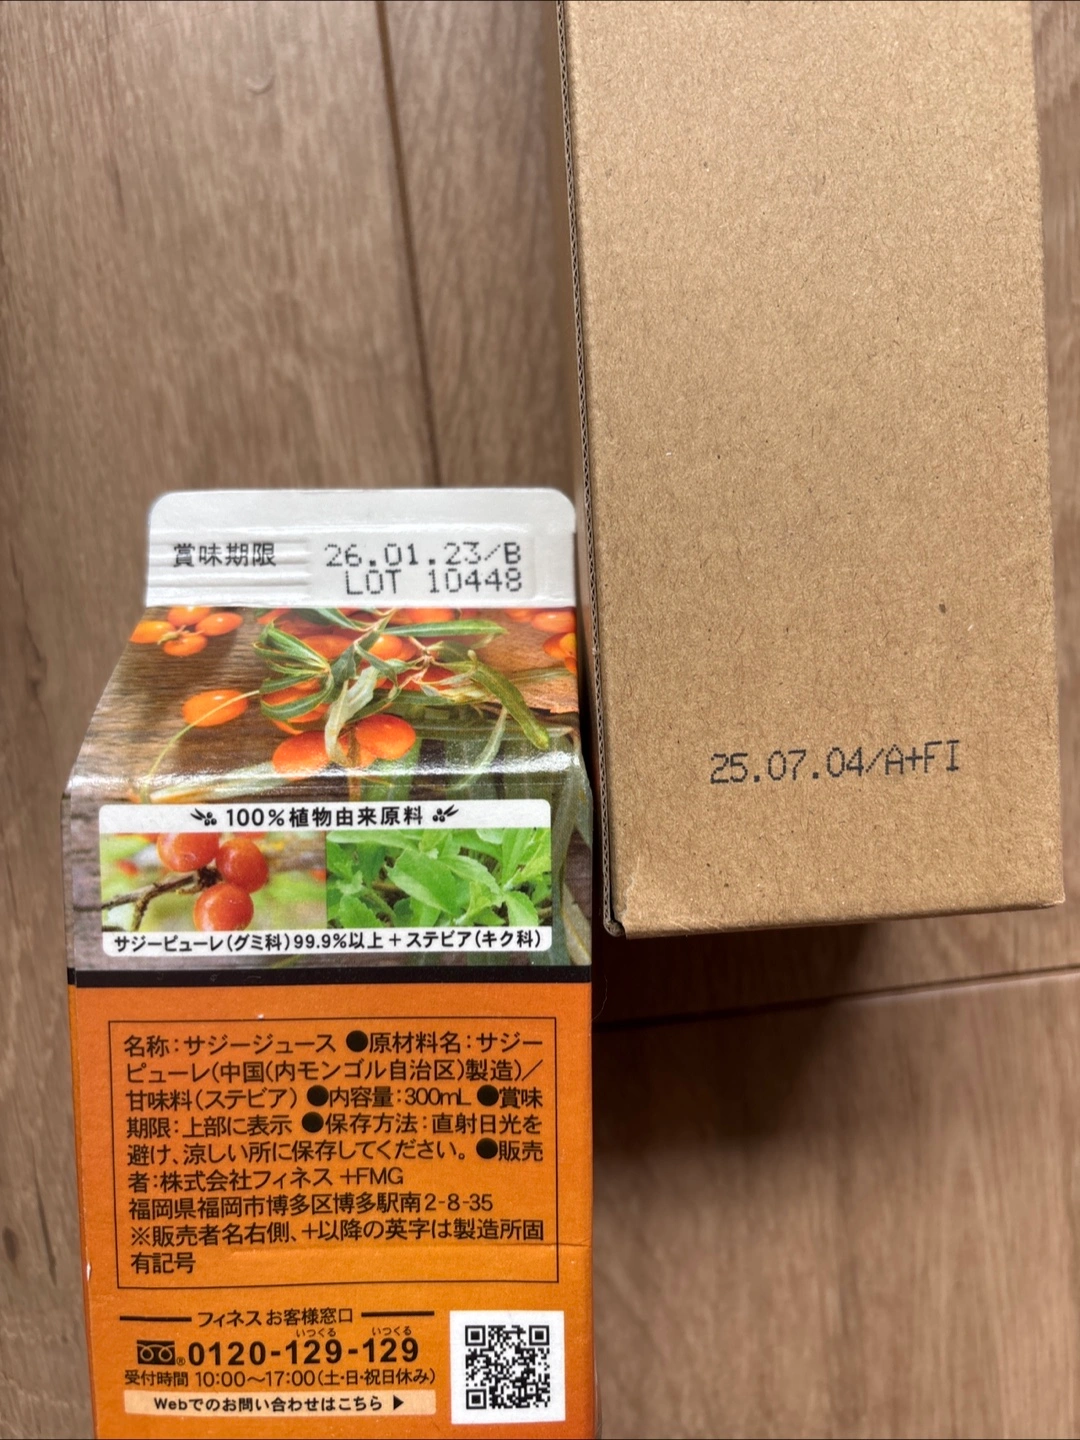 賞味期限 26.01.23/B
LOT 10448
25.07.04/A+FI
100%植物由来原料
サジーピューレ(グミ科)99.9%以上+ステビア(キク科)
名称:サジージュース ●原材料名:サジー
ピューレ(中国(内モンゴル自治区)製造)/
甘味料(ステビア) ●内容量:300mL ●賞味
期限:上部に表示 ●保存方法:直射日光を
避け、涼しい所に保存してください。 ●販売
者:株式会社フィネス +FMG
福岡県福岡市博多区博多駅南2-8-35
※販売者名右側、+以降の英字は製造所固
有記号
フィネス お客様窓口
いつくる いつくる
®0120-129-129
受付時間 10:00〜17:00(土・日・祝日休み)
Webでのお問い合わせはこちら ▶